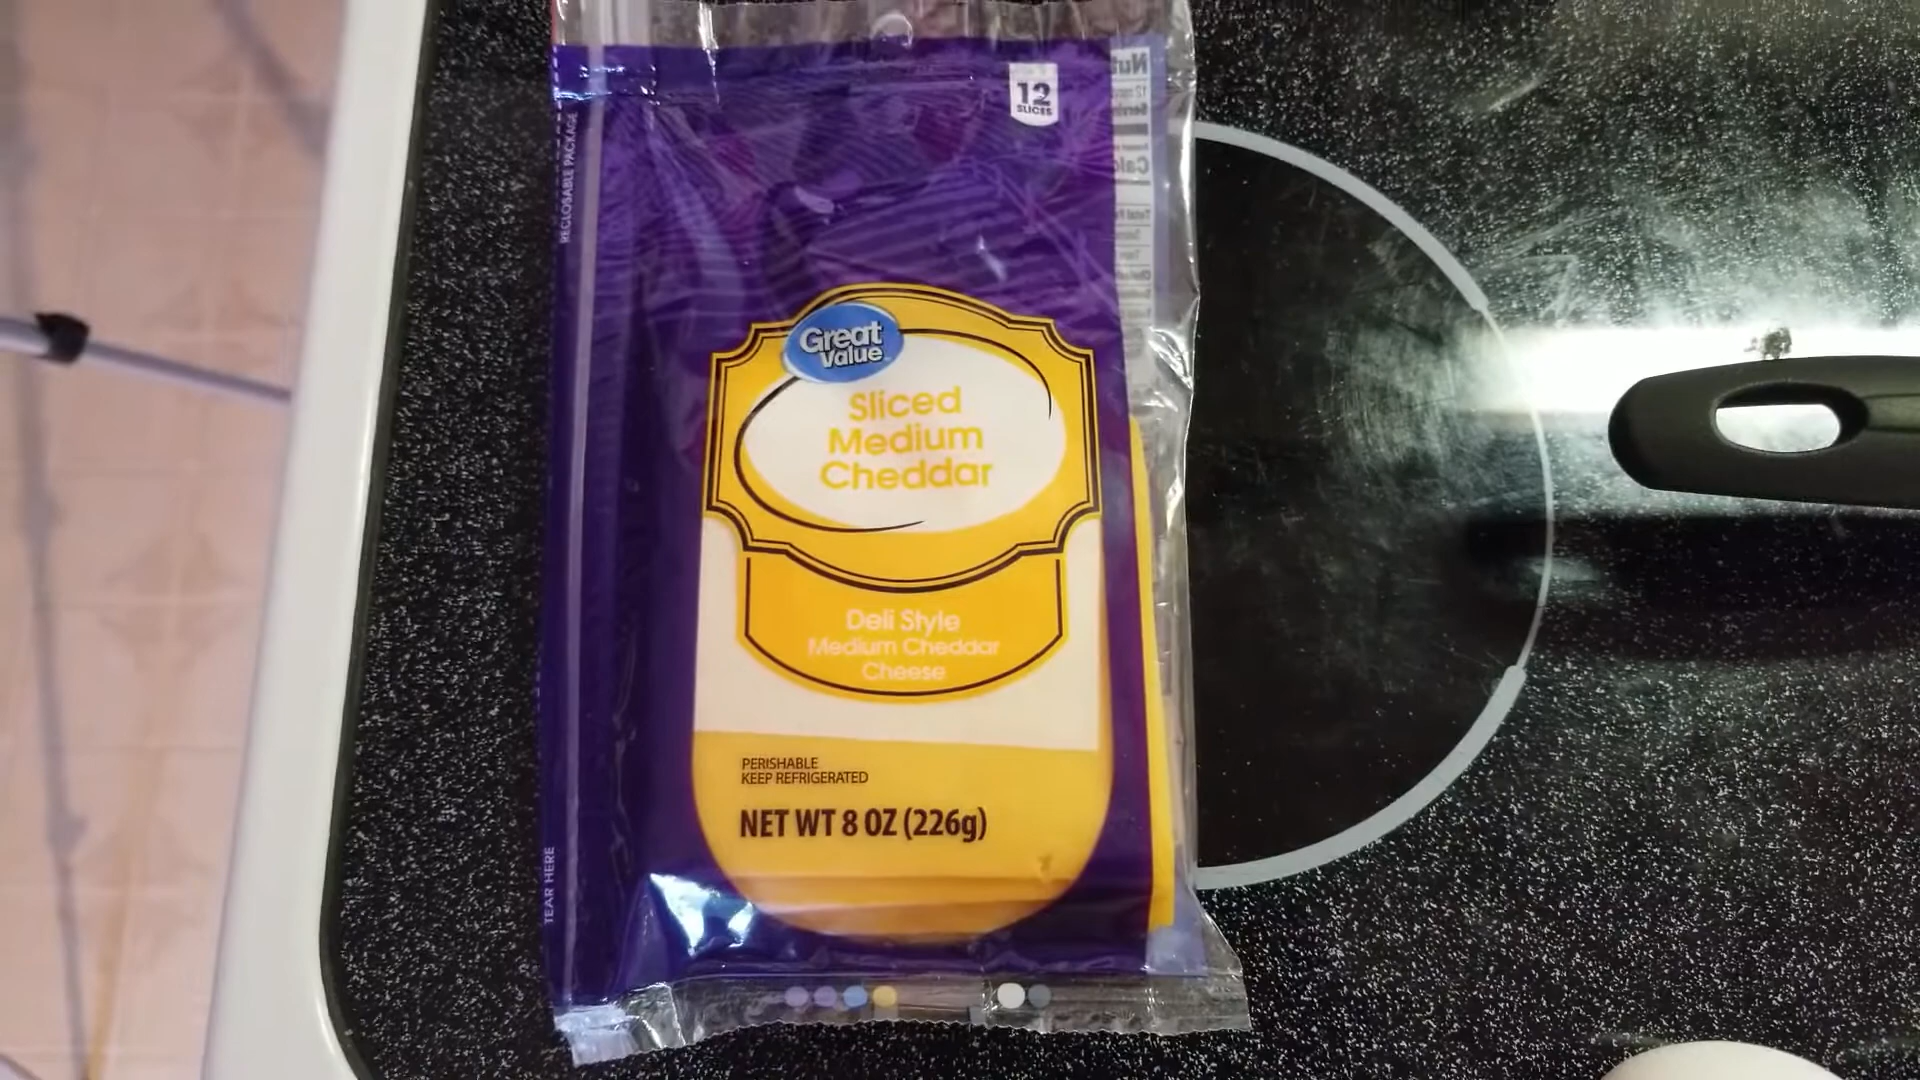 12
SLICES
RECLOSABLE PACKAGE
Great
Value
Sliced
Medium
Cheddar
Deli Style
Medium Cheddar
Cheese
PERISHABLE
KEEP REFRIGERATED
NET WT 8 OZ (226g)
TEAR HERE